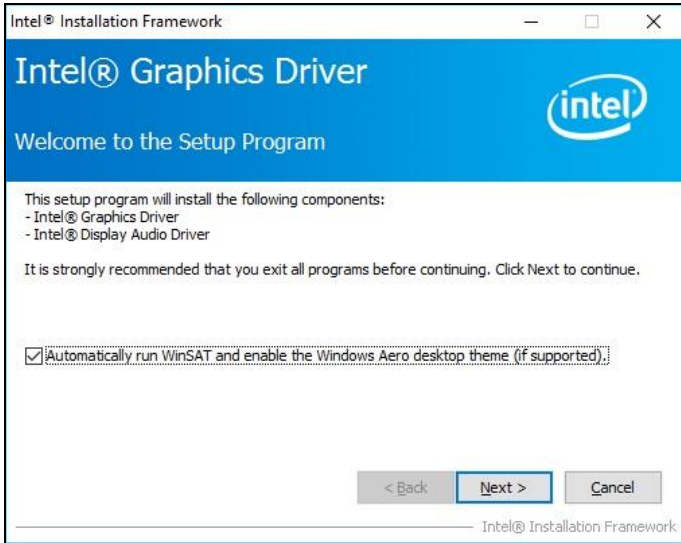 Intel® Installation Framework
Intel® Graphics Driver
intel
Welcome to the Setup Program
This setup program will install the following components:
- Intel® Graphics Driver
- Intel® Display Audio Driver
It is strongly recommended that you exit all programs before continuing. Click Next to continue.
Automatically run WinSAT and enable the Windows Aero desktop theme (if supported).
< Back
Next >
Cancel
Intel® Installation Framework